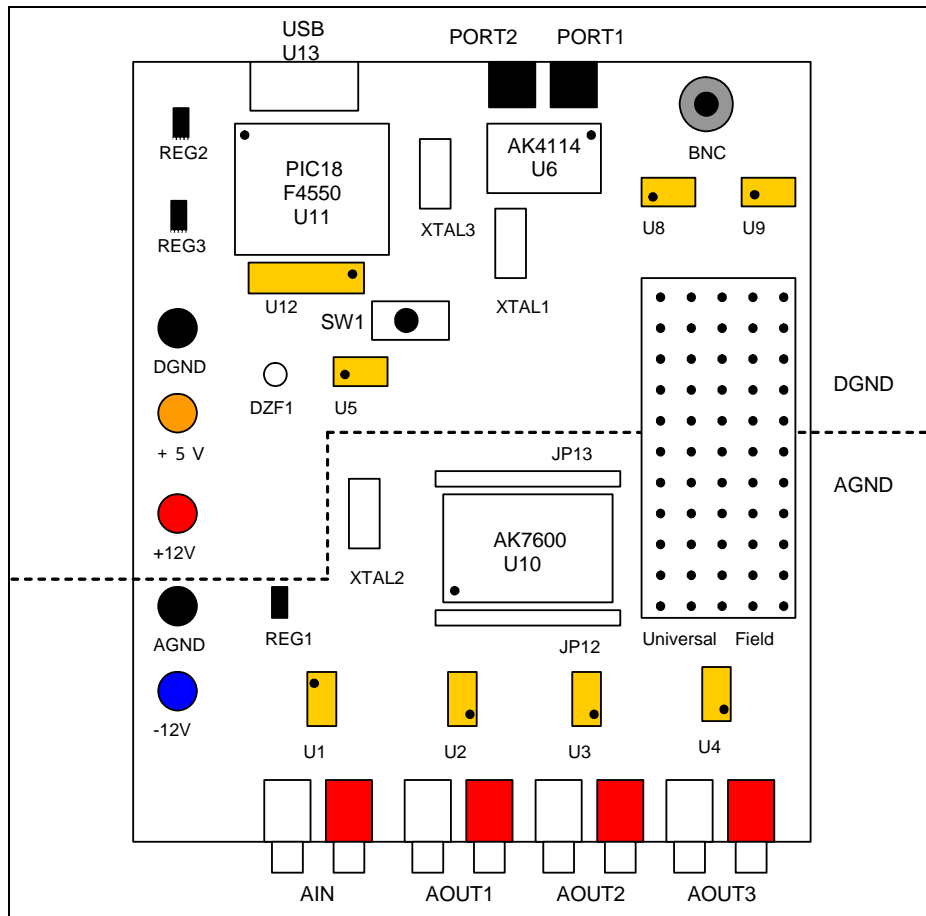 USB
U13
PORT2 PORT1
REG2
PIC18
F4550
U11
AK4114
U6
BNC
REG3
XTAL3
U8 U9
U12
XTAL1
SW1
DGND
DZF1
U5
DGND
+ 5 V
JP13
AGND
+12V
AK7600
U10
XTAL2
AGND
REG1
JP12
Universal Field
-12V
U1 U2 U3 U4
AIN AOUT1 AOUT2 AOUT3